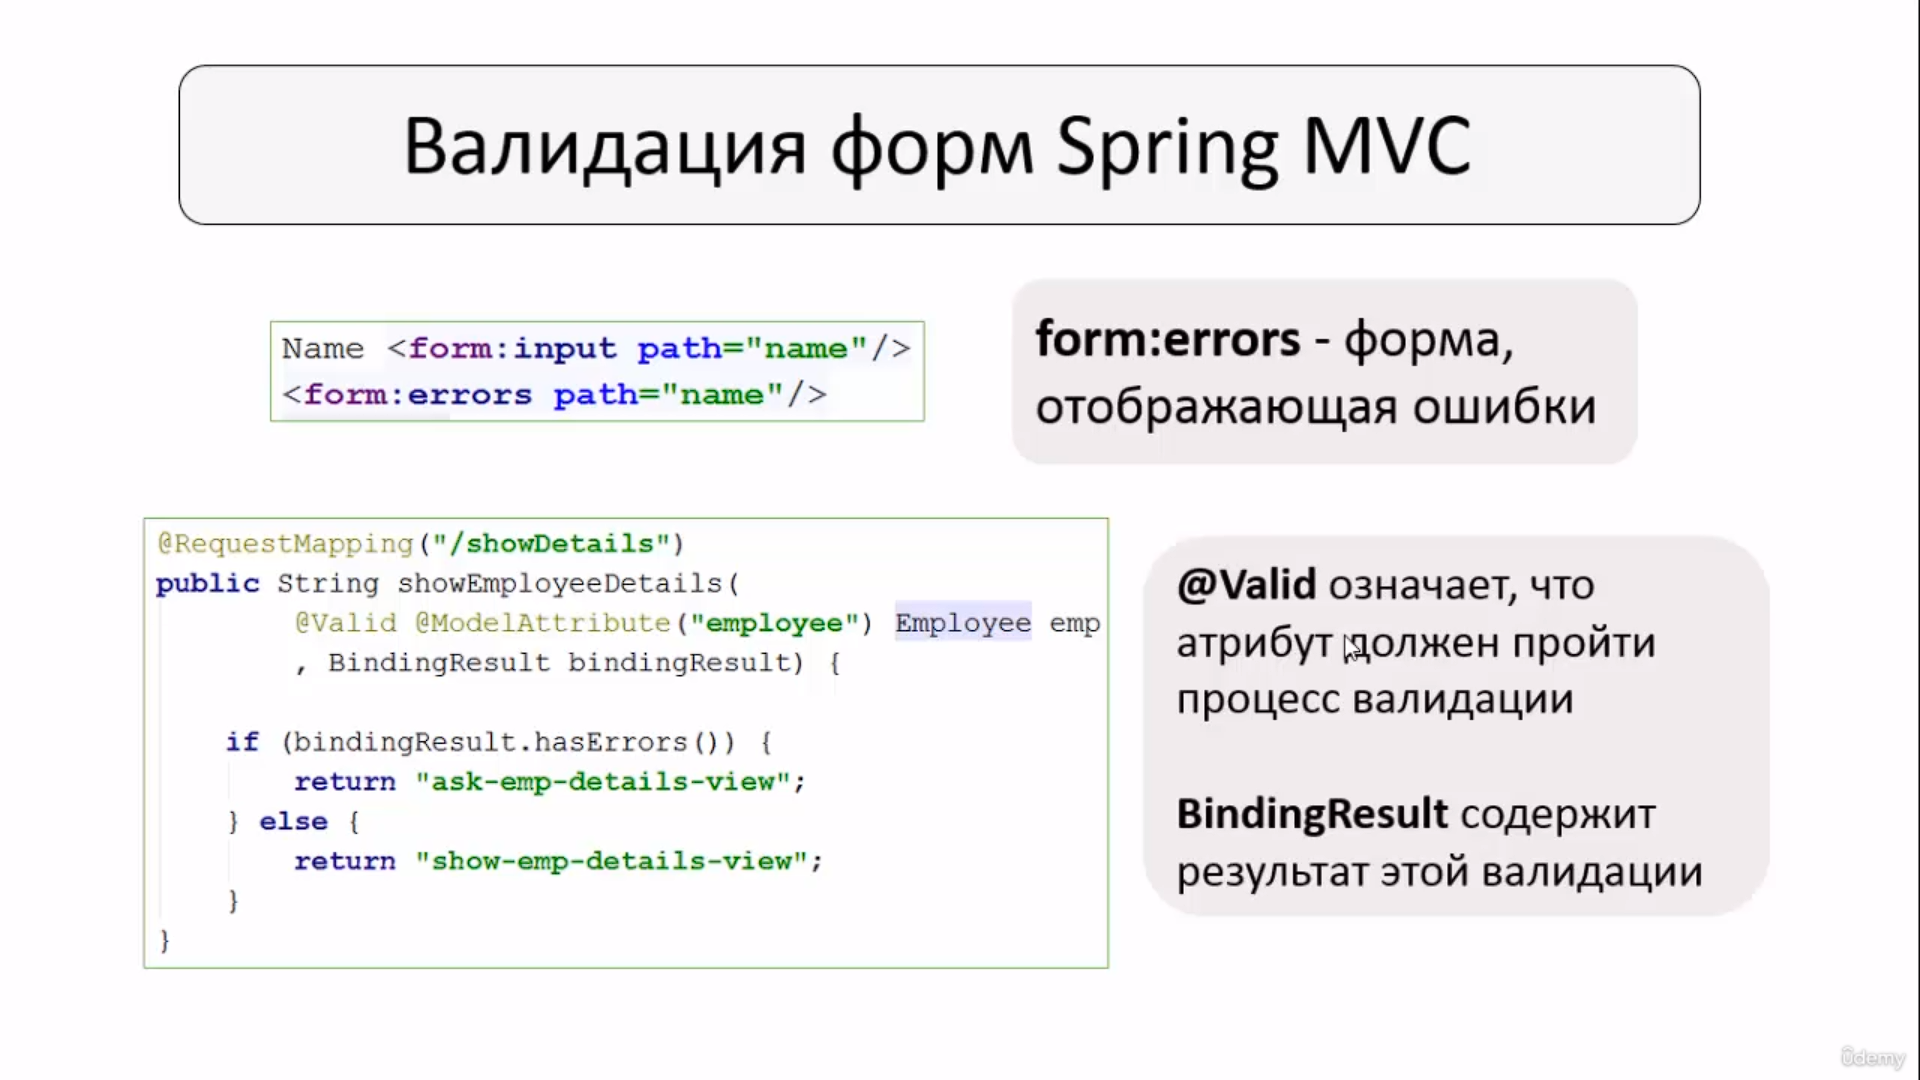 Валидация форм Spring MVC
Name <form:input path="name"/>
<form:errors path="name"/>
form:errors - форма,
отображающая ошибки
@RequestMapping("/showDetails")
public String showEmployeeDetails(
@Valid @ModelAttribute("employee") Employee emp
, BindingResult bindingResult) {
if (bindingResult.hasErrors()) {
return "ask-emp-details-view";
} else {
return "show-emp-details-view";
}
}
@Valid означает, что
атрибут должен пройти
процесс валидации
BindingResult содержит
результат этой валидации
ûdemy